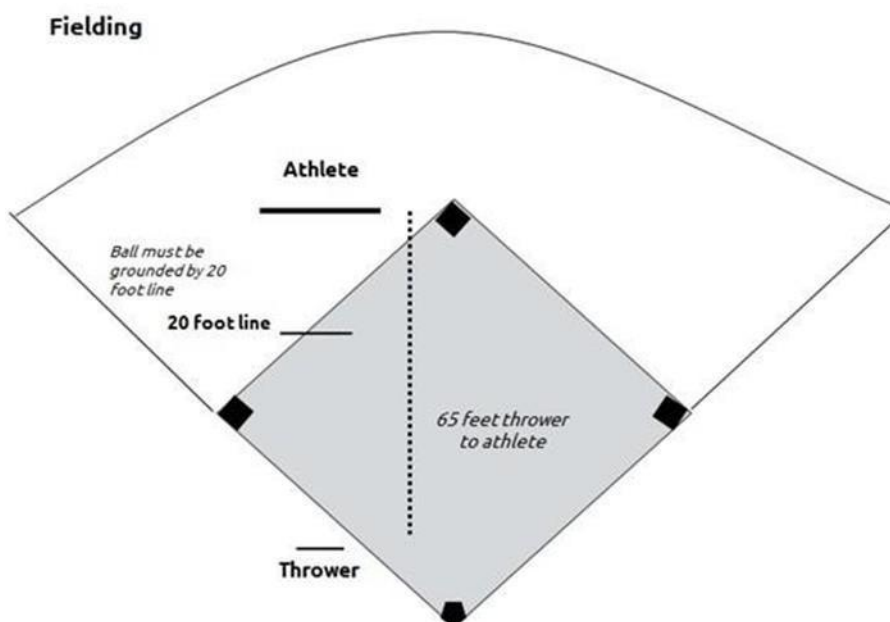 Fielding
Athlete
Ball must be
grounded by 20
foot line
20 foot line
65 feet thrower
to athlete
Thrower